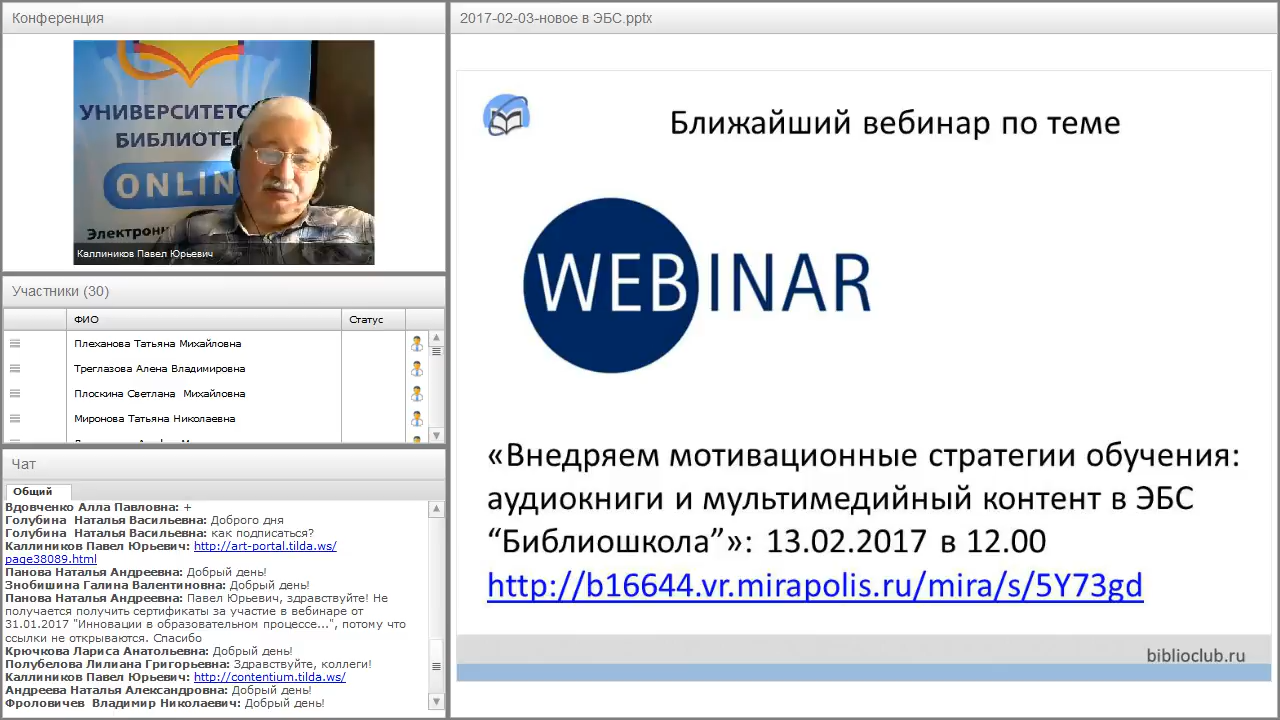 Конференция
УНИВЕРСИТЕТС
БИБЛИОТЕ
ONLIN
Электрон
Каллиников Павел Юрьевич
Участники (30)
ФИО Статус
Плеханова Татьяна Михайловна
Треглазова Алена Владимировна
Плоскина Светлана Михайловна
Миронова Татьяна Николаевна
Чат
Общий
Вдовченко Алла Павловна: +
Голубина Наталья Васильевна: Доброго дня
Голубина Наталья Васильевна: как подписаться?
Каллиников Павел Юрьевич: http://art-portal.tilda.ws/
page38089.html
Панова Наталья Андреевна: Добрый день!
Знобишина Галина Валентиновна: Добрый день!
Панова Наталья Андреевна: Павел Юрьевич, здравствуйте! Не
получается получить сертификаты за участие в вебинаре от
31.01.2017 "Инновации в образовательном процессе...", потому что
ссылки не открываются. Спасибо
Крючкова Лариса Анатольевна: Добрый день!
Полубелова Лилиана Григорьевна: Здравствуйте, коллеги!
Каллиников Павел Юрьевич: http://contentium.tilda.ws/
Андреева Наталья Александровна: Добрый день!
Фроловичев Владимир Николаевич: Добрый день!
2017-02-03-новое в ЭБС.pptx
Ближайший вебинар по теме
WEBINAR
«Внедряем мотивационные стратегии обучения:
аудиокниги и мультимедийный контент в ЭБС
“Библиошкола”»: 13.02.2017 в 12.00
http://b16644.vr.mirapolis.ru/mira/s/5Y73gd
biblioclub.ru